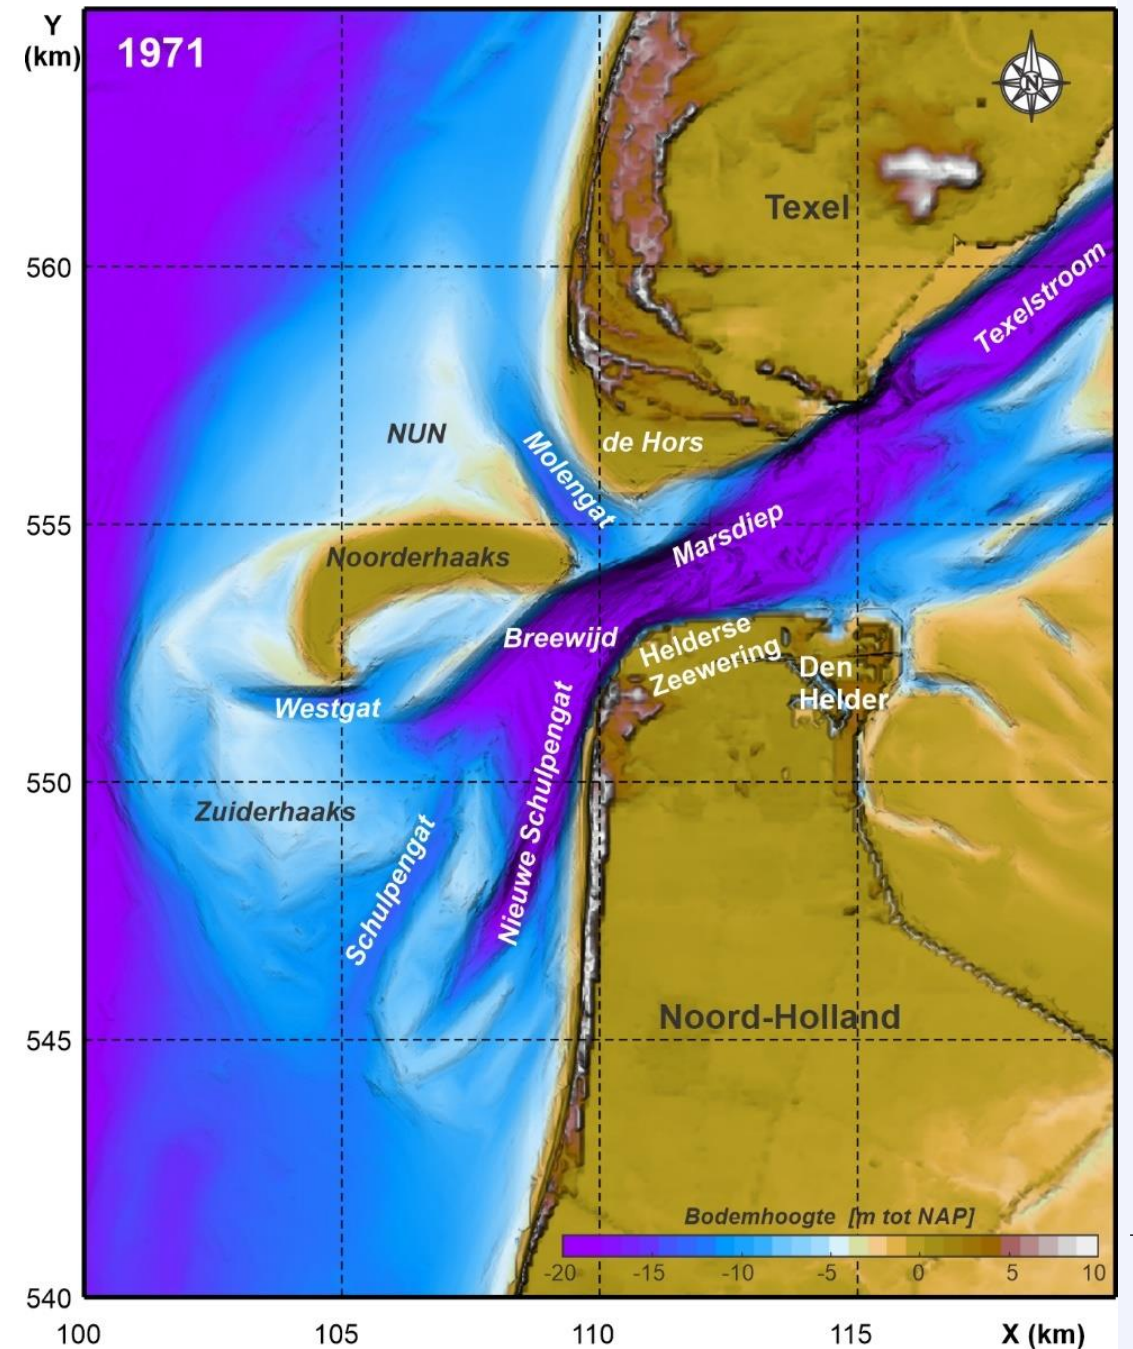 Y
(km)
1971
N
Texel
560
Texelstroom
NUN
de Hors
Molengat
555
Marsdiep
Noorderhaaks
Breewijd
Helderse
Zeewering
Den
Helder
Westgat
550
Zuiderhaaks
Nieuwe Schulpengat
Schulpengat
Noord-Holland
545
Bodemhoogte [m tot NAP]
-20 -15 -10 -5 0 5 10
540
100 105 110 115 X (km)